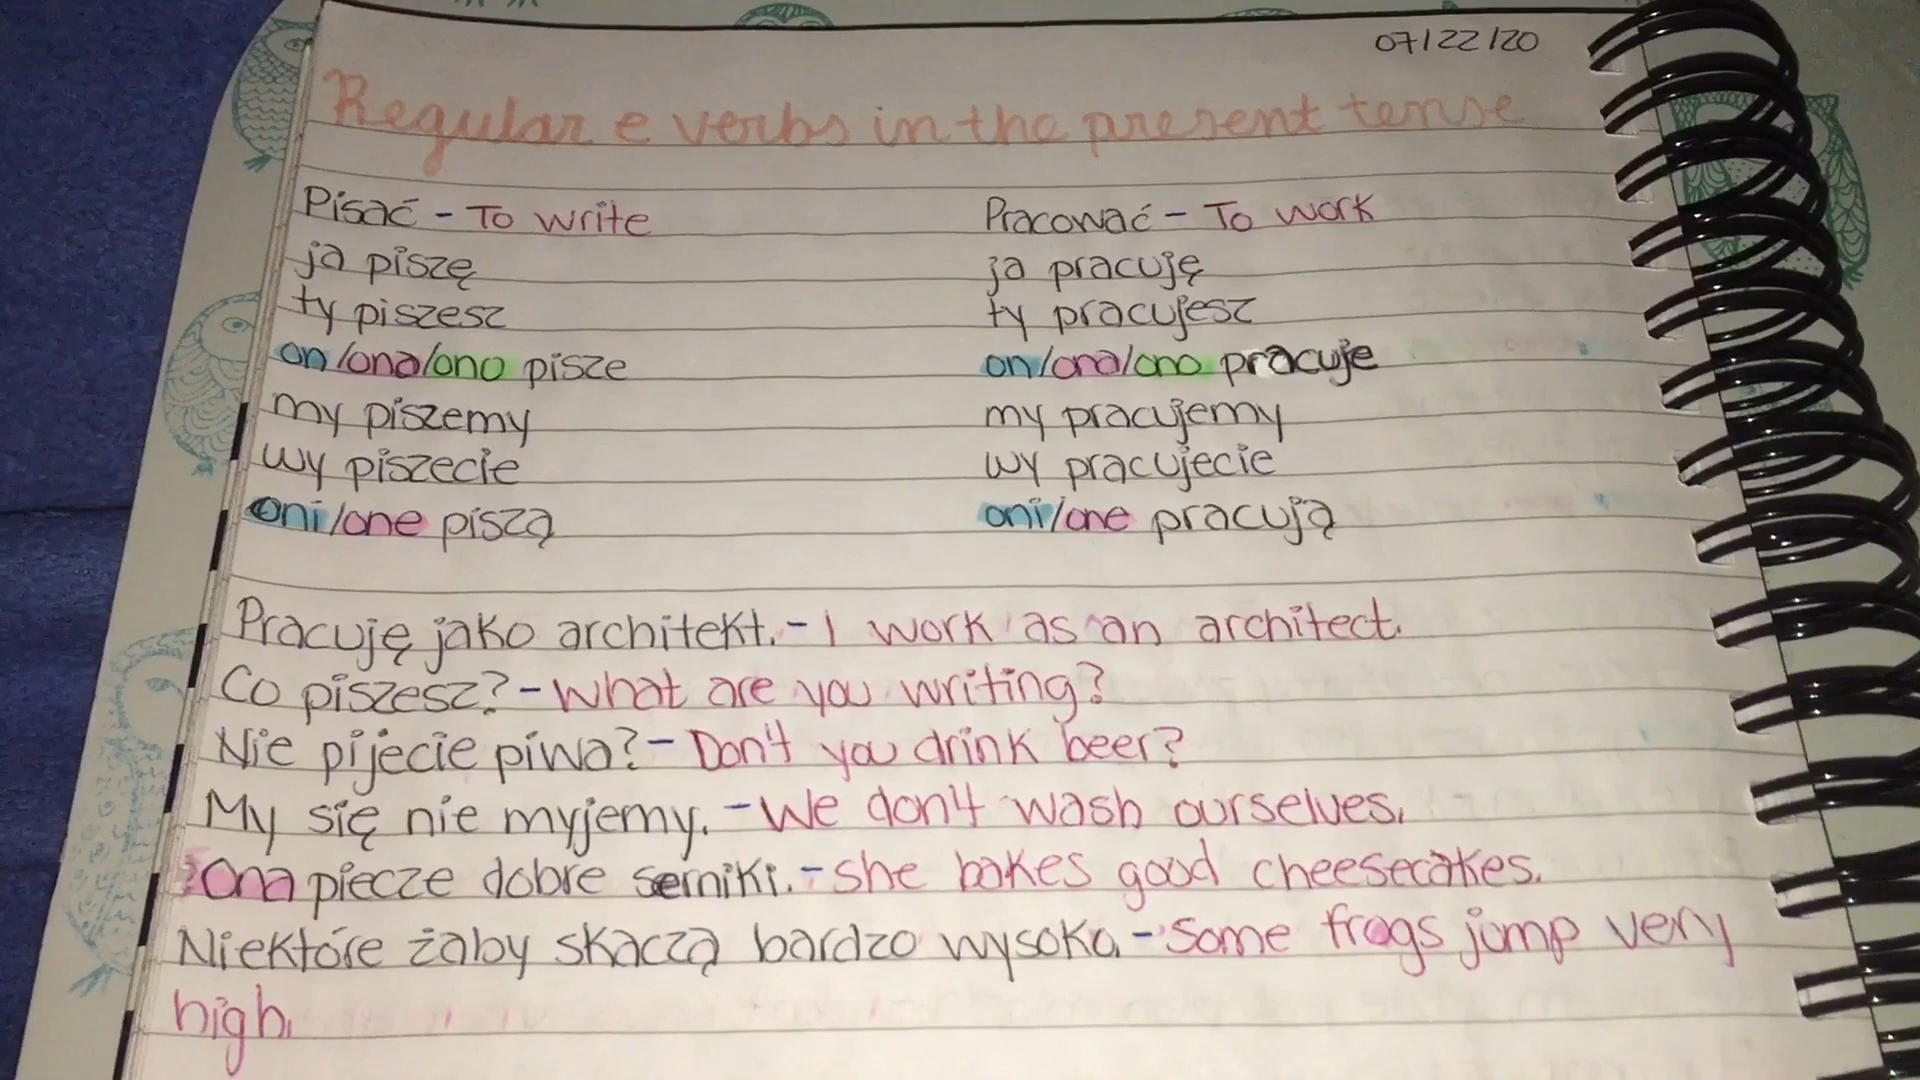 07/22/20
Regular e verbs in the present tense
Pisać - To write
ja piszę
ty piszesz
on/ona/ono pisze
my piszemy
wy piszecie
oni/one piszą
Pracować - To work
ja pracuję
ty pracujesz
on/ona/ono pracuje
my pracujemy
wy pracujecie
oni/one pracują
Pracuję jako architekt. - I work as an architect.
Co piszesz? - What are you writing?
Nie pijecie piwa? - Don't you drink beer?
My się nie myjemy. - We don't wash ourselves.
Ona piecze dobre serniki. - She bakes good cheesecakes.
Niektóre żaby skaczą bardzo wysoko. - Some frogs jump very
high.